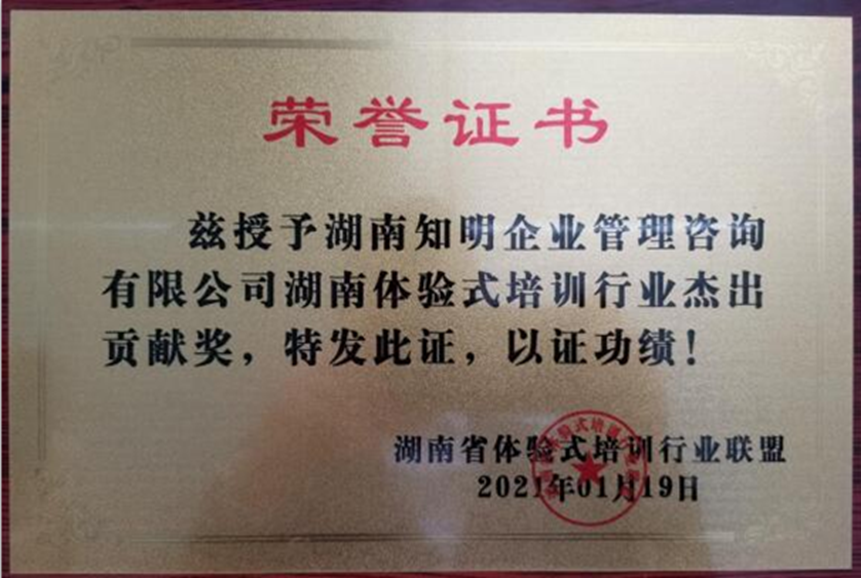 荣誉证书
兹授予湖南知明企业管理咨询
有限公司湖南体验式培训行业杰出
贡献奖，特发此证，以证功绩！
湖南省体验式培训行业联盟
2021年01月19日